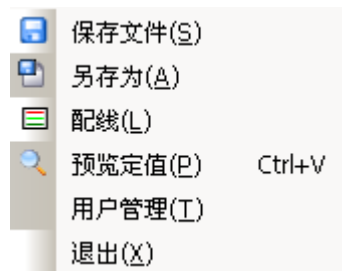 保存文件(S)
另存为(A)
配线(L)
预览定值(P) Ctrl+V
用户管理(T)
退出(X)